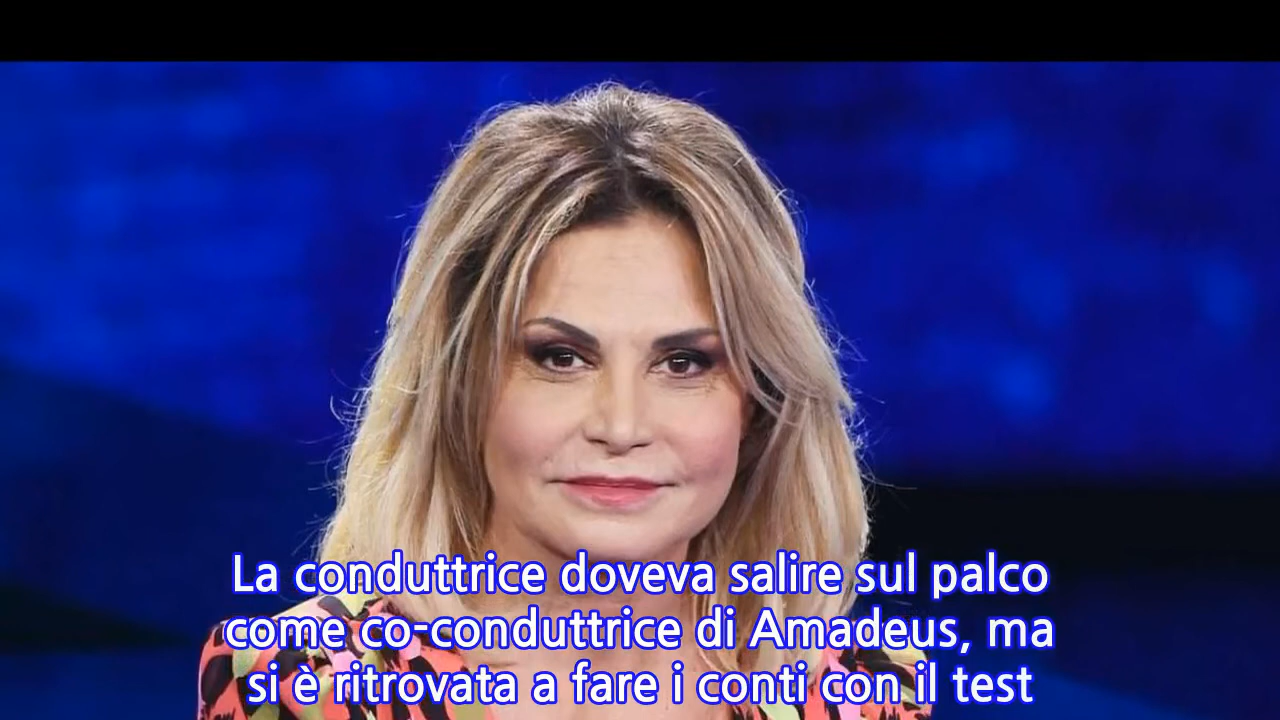 La conduttrice doveva salire sul palco
come co-conduttrice di Amadeus, ma
si è ritrovata a fare i conti con il test